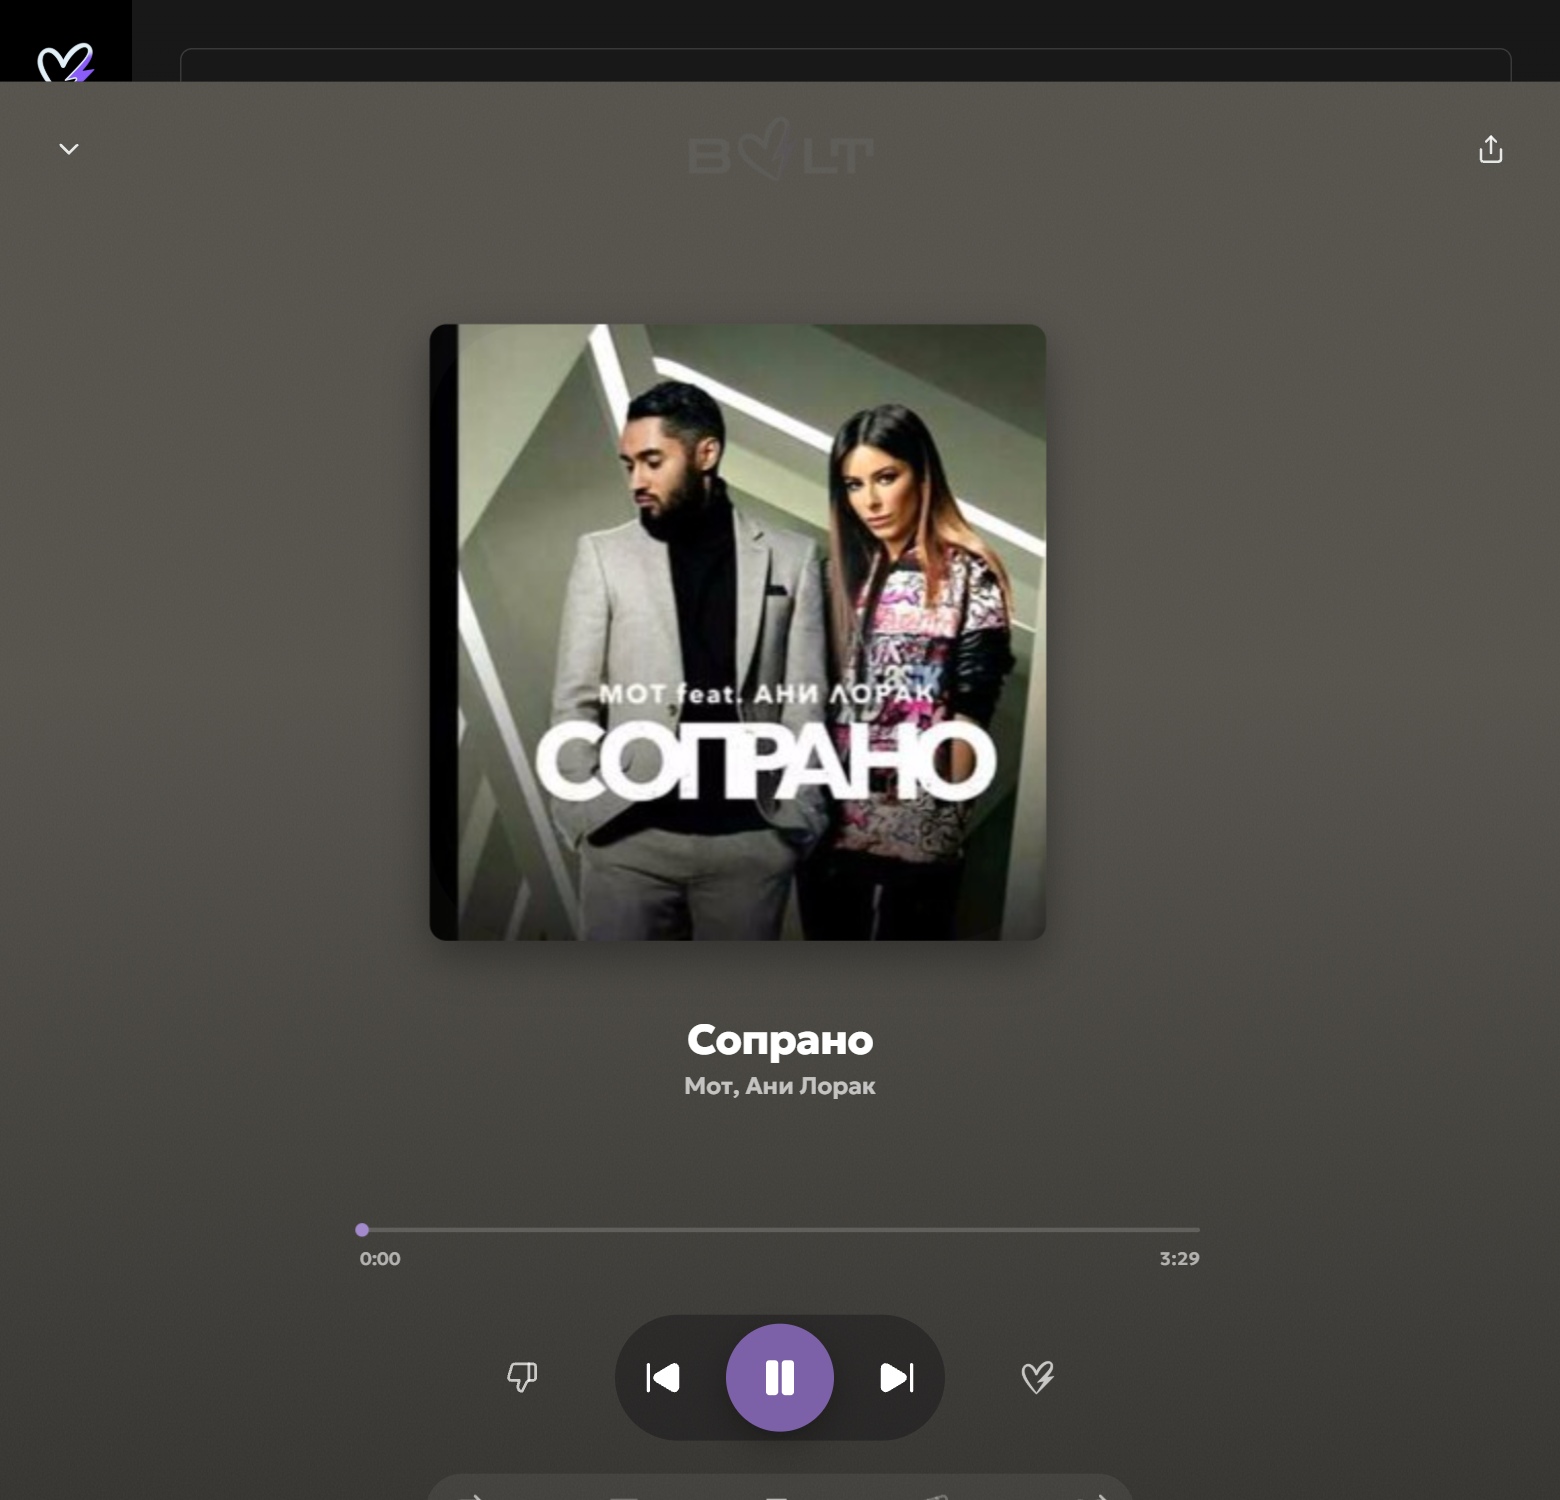 B LT
МОТ feat. АНИ ЛОРАК
СОПРАНО
Сопрано
Мот, Ани Лорак
0:00
3:29